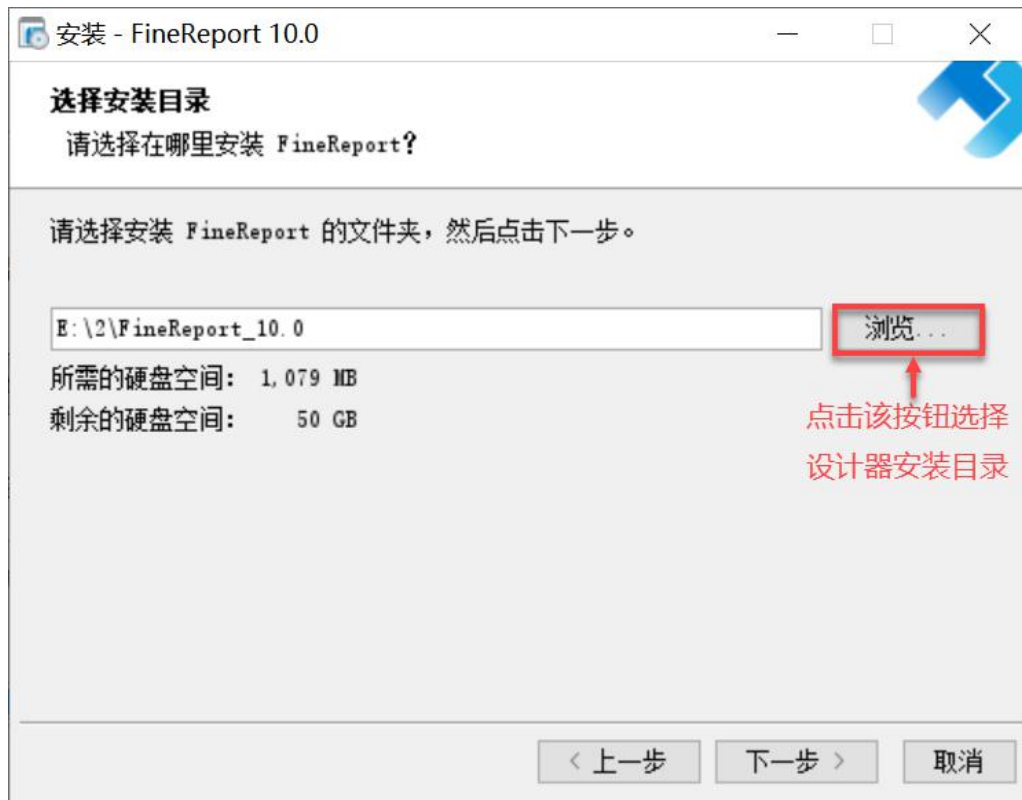 安装 - FineReport 10.0
选择安装目录
请选择在哪里安装 FineReport?
请选择安装 FineReport 的文件夹，然后点击下一步。
E:\2\FineReport_10.0
浏览...
所需的硬盘空间： 1,079 MB
剩余的硬盘空间： 50 GB
点击该按钮选择
设计器安装目录
< 上一步
下一步 >
取消